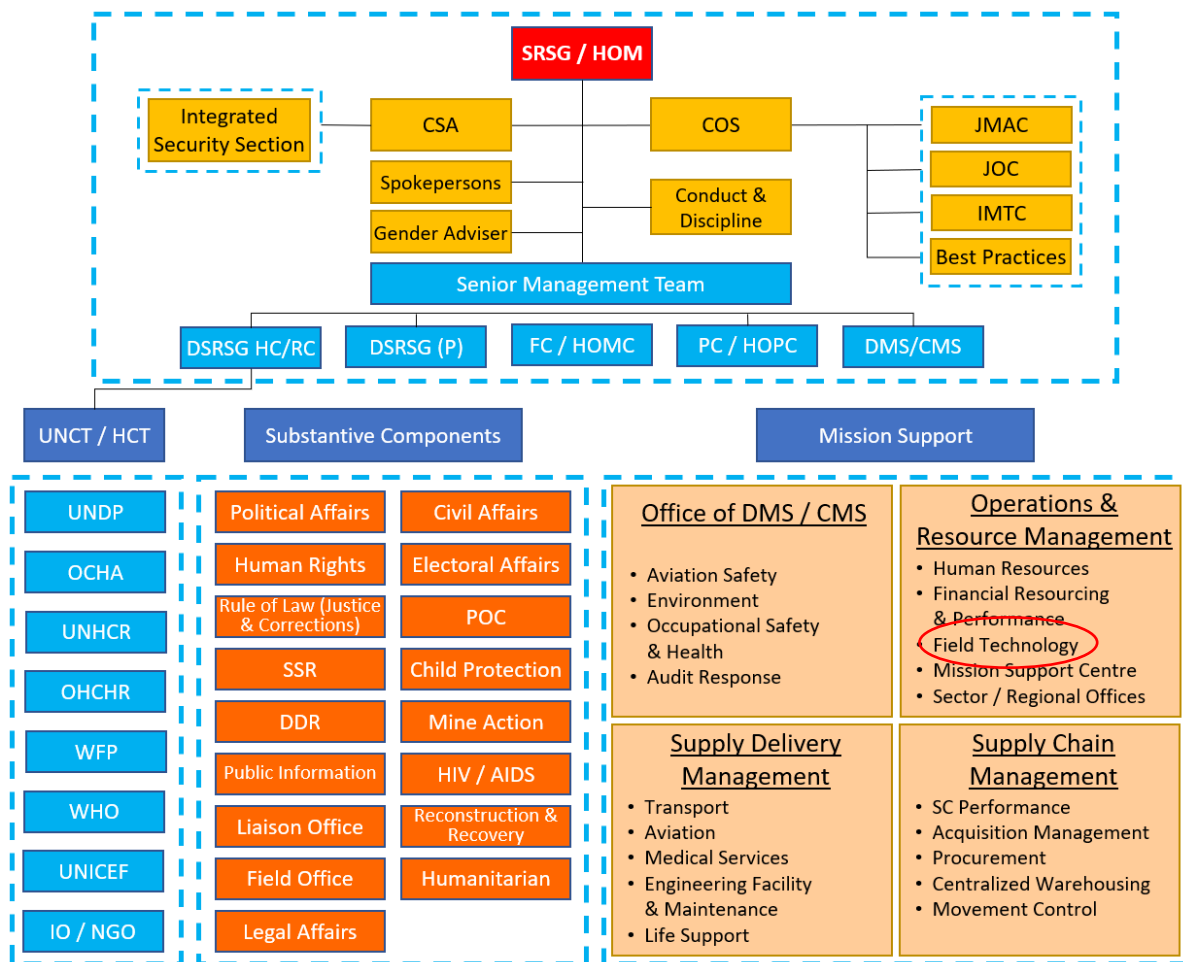 SRSG / HOM
Integrated
Security Section
CSA
COS
JMAC
JOC
IMTC
Best Practices
Spokepersons
Gender Adviser
Conduct &
Discipline
Senior Management Team
DSRSG HC/RC
DSRSG (P)
FC / HOMC
PC / HOPC
DMS/CMS
UNCT / HCT
Substantive Components
Mission Support
UNDP
OCHA
UNHCR
OHCHR
WFP
WHO
UNICEF
IO / NGO
Political Affairs
Human Rights
Rule of Law (Justice
& Corrections)
SSR
DDR
Public Information
Liaison Office
Field Office
Legal Affairs
Civil Affairs
Electoral Affairs
POC
Child Protection
Mine Action
HIV / AIDS
Reconstruction &
Recovery
Humanitarian
Office of DMS / CMS
• Aviation Safety
• Environment
• Occupational Safety
& Health
• Audit Response
Operations &
Resource Management
• Human Resources
• Financial Resourcing
& Performance
• Field Technology
• Mission Support Centre
• Sector / Regional Offices
Supply Delivery
Management
• Transport
• Aviation
• Medical Services
• Engineering Facility
& Maintenance
• Life Support
Supply Chain
Management
• SC Performance
• Acquisition Management
• Procurement
• Centralized Warehousing
• Movement Control